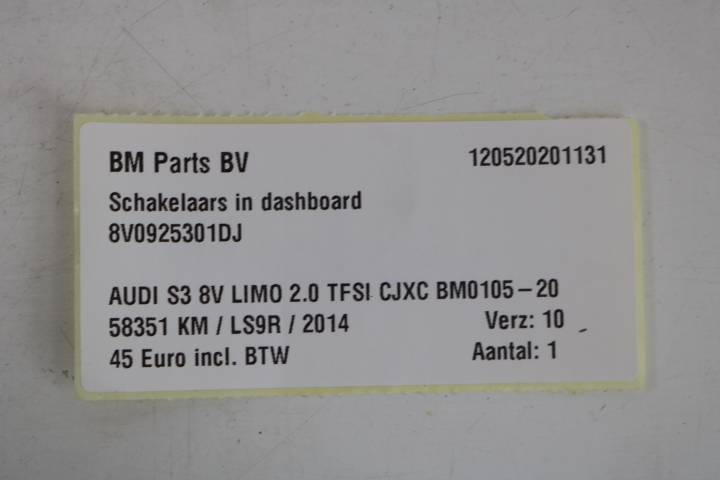 BM Parts BV 120520201131
Schakelaars in dashboard
8V0925301DJ
AUDI S3 8V LIMO 2.0 TFSI CJXC BM0105-20
58351 KM / LS9R / 2014 Verz: 10
45 Euro incl. BTW Aantal: 1